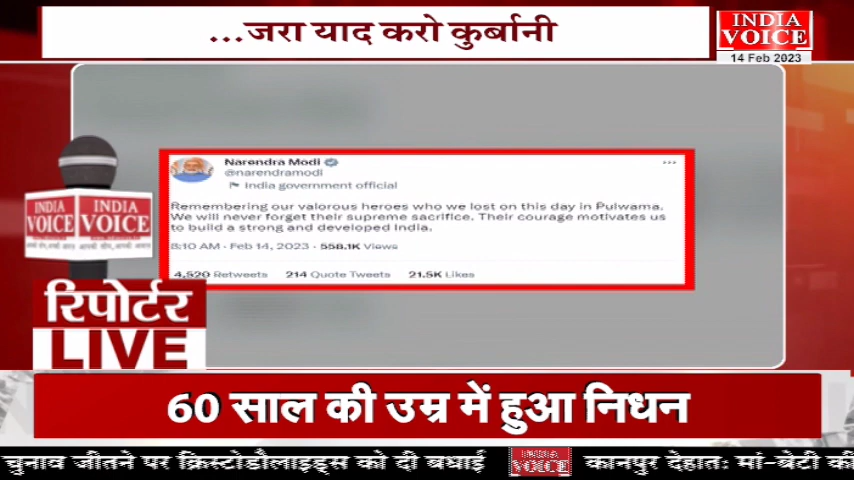 ...जरा याद करो कुर्बानी
INDIA
VOICE
14 Feb 2023
Narendra Modi
@narendramodi
India government official
Remembering our valorous heroes who we lost on this day in Pulwama.
We will never forget their supreme sacrifice. Their courage motivates us
to build a strong and developed India.
8:10 AM · Feb 14, 2023 · 558.1K Views
4,520 Retweets 214 Quote Tweets 21.5K Likes
INDIA
VOICE
INDIA
VOICE
रिपोर्टर
LIVE
60 साल की उम्र में हुआ निधन
चुनाव जीतने पर क्रिस्टोडौलाइड्स को दी बधाई
INDIA
VOICE
कानपुर देहातः मां-बेटी की